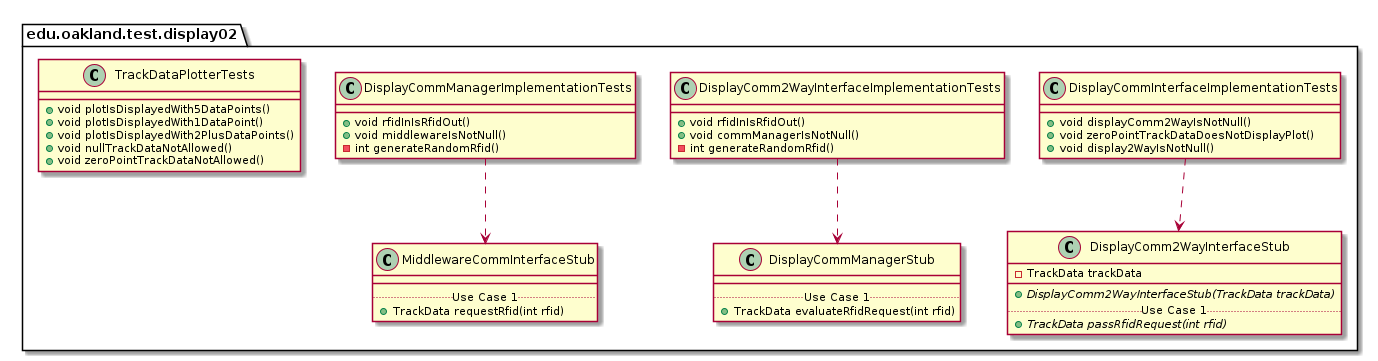 edu.oakland.test.display02
C TrackDataPlotterTests
void plotIsDisplayedWith5DataPoints()
void plotIsDisplayedWith1DataPoint()
void plotIsDisplayedWith2PlusDataPoints()
void nullTrackDataNotAllowed()
void zeroPointTrackDataNotAllowed()
C DisplayCommManagerImplementationTests
void rfidInIsRfidOut()
void middlewareIsNotNull()
int generateRandomRfid()
C DisplayComm2WayInterfaceImplementationTests
void rfidInIsRfidOut()
void commManagerIsNotNull()
int generateRandomRfid()
C DisplayCommInterfaceImplementationTests
void displayComm2WayIsNotNull()
void zeroPointTrackDataDoesNotDisplayPlot()
void display2WayIsNotNull()
C MiddlewareCommInterfaceStub
Use Case 1
TrackData requestRfid(int rfid)
C DisplayCommManagerStub
Use Case 1
TrackData evaluateRfidRequest(int rfid)
C DisplayComm2WayInterfaceStub
TrackData trackData
DisplayComm2WayInterfaceStub(TrackData trackData)
Use Case 1
TrackData passRfidRequest(int rfid)